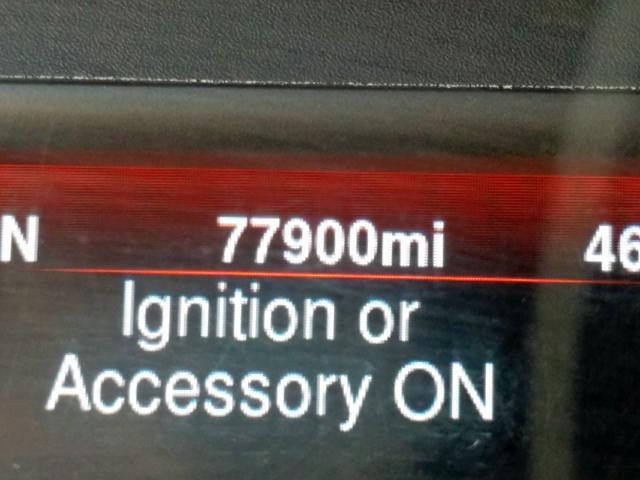 N 77900mi 46
Ignition or
Accessory ON